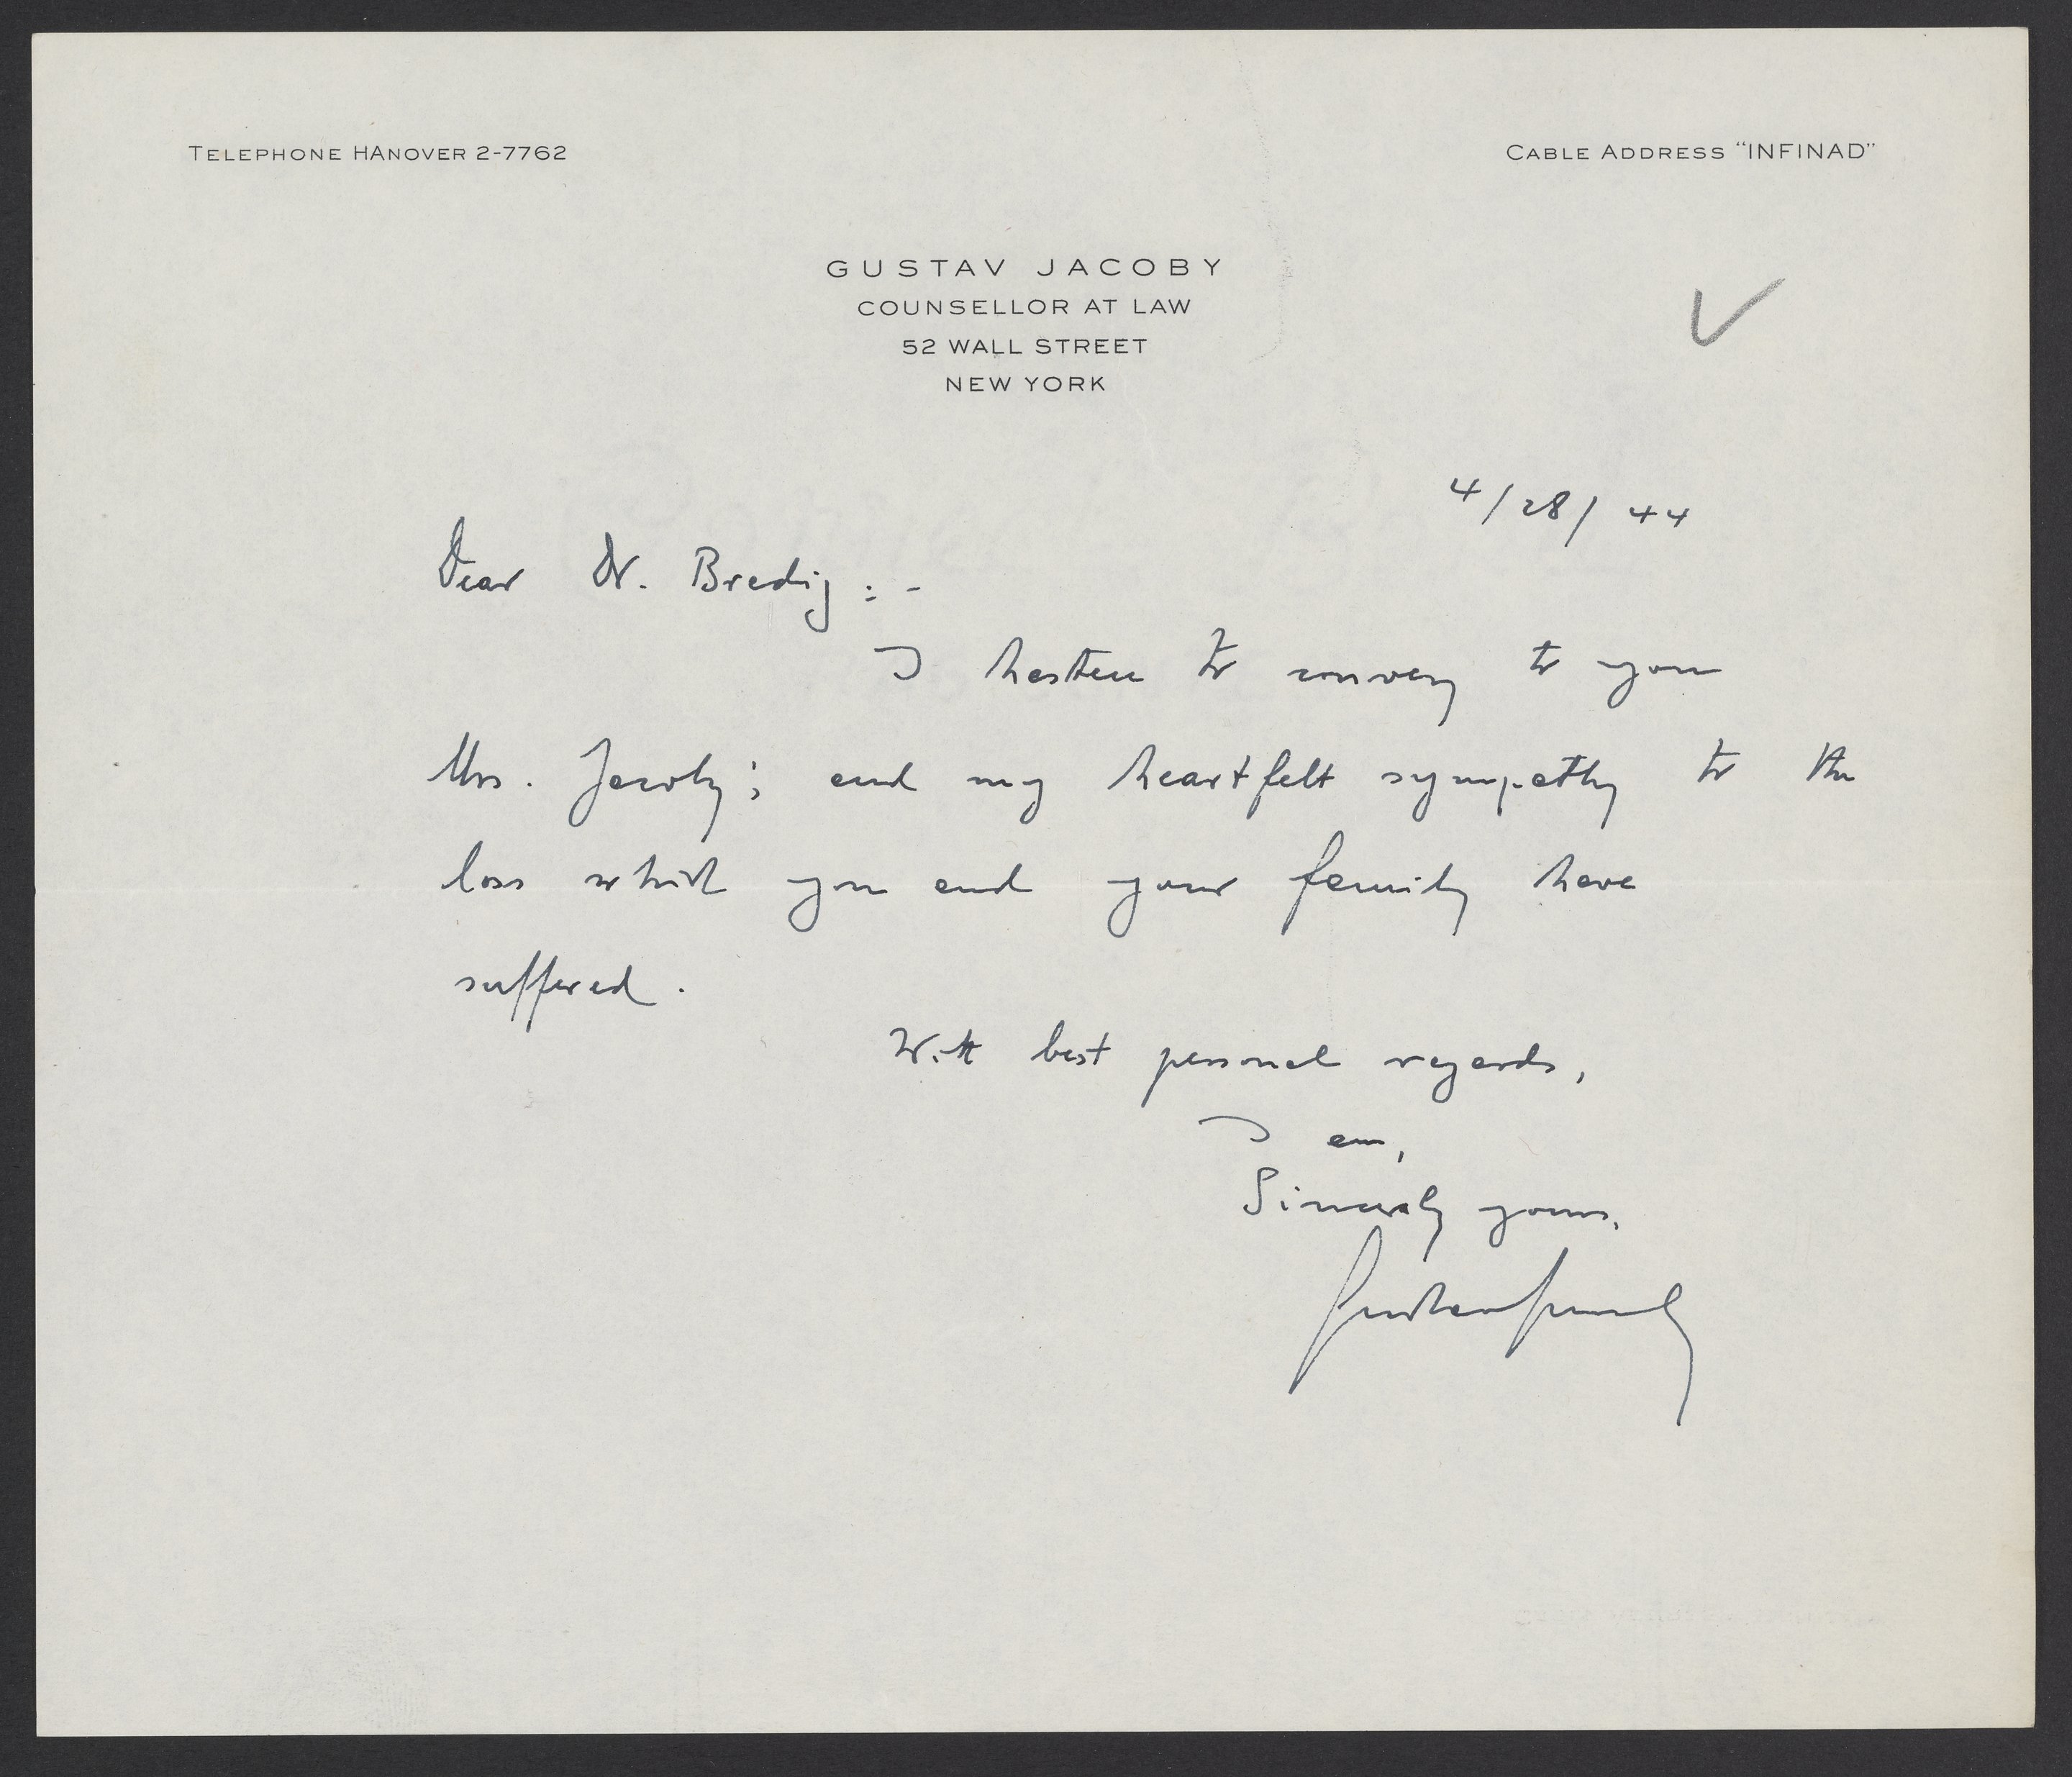 TELEPHONE HANOVER 2-7762
CABLE ADDRESS "INFINAD"
GUSTAV JACOBY
COUNSELLOR AT LAW
52 WALL STREET
NEW YORK
4/28/44
Dear Dr. Bredig:-
I hasten to convey to you
Mrs. Jacoby's and my heartfelt sympathy to the
loss which you and your family have
suffered.
With best personal regards,
I am,
Sincerely yours,
Gustav Jacoby